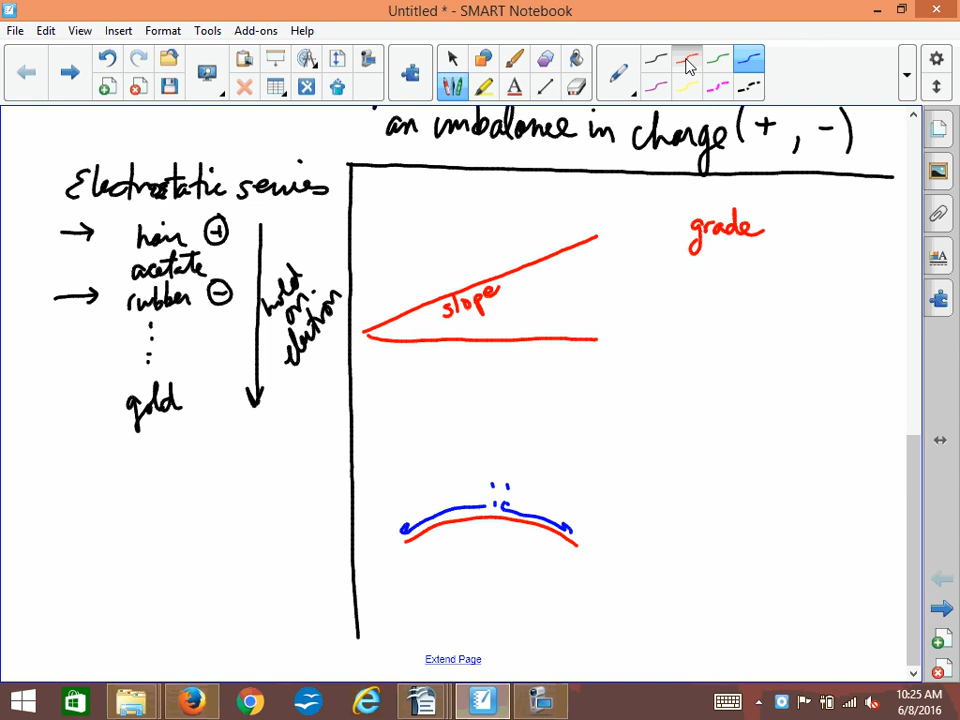 Untitled * - SMART Notebook
File Edit View Insert Format Tools Add-ons Help
an imbalance in charge (+, -)
Electrostatic series
→ hair +
acetate
→ rubber -
gold
hold
on
electron
grade
slope
Extend Page
10:25 AM
6/8/2016